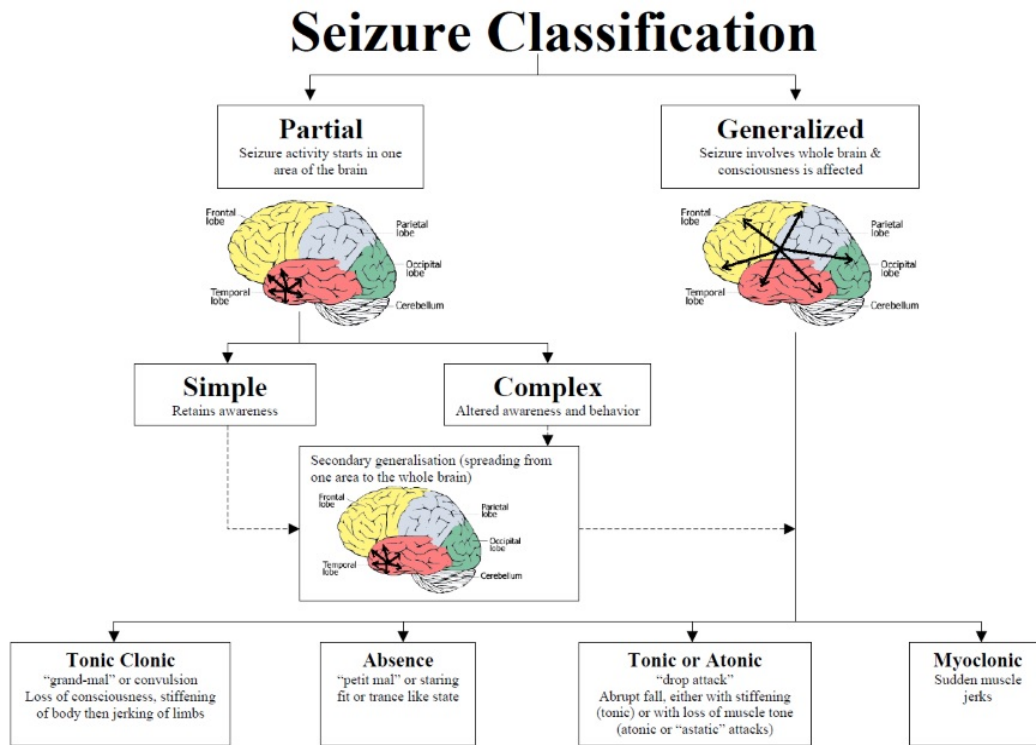 Seizure Classification
Partial
Seizure activity starts in one
area of the brain
Generalized
Seizure involves whole brain &
consciousness is affected
Frontal
lobe
Parietal
lobe
Occipital
lobe
Temporal
lobe
Cerebellum
Frontal
lobe
Parietal
lobe
Occipital
lobe
Temporal
lobe
Cerebellum
Simple
Retains awareness
Complex
Altered awareness and behavior
Secondary generalisation (spreading from
one area to the whole brain)
Frontal
lobe
Parietal
lobe
Occipital
lobe
Temporal
lobe
Cerebellum
Tonic Clonic
“grand-mal” or convulsion
Loss of consciousness, stiffening
of body then jerking of limbs
Absence
“petit mal” or staring
fit or trance like state
Tonic or Atonic
“drop attack”
Abrupt fall, either with stiffening
(tonic) or with loss of muscle tone
(atonic or “astatic” attacks)
Myoclonic
Sudden muscle
jerks